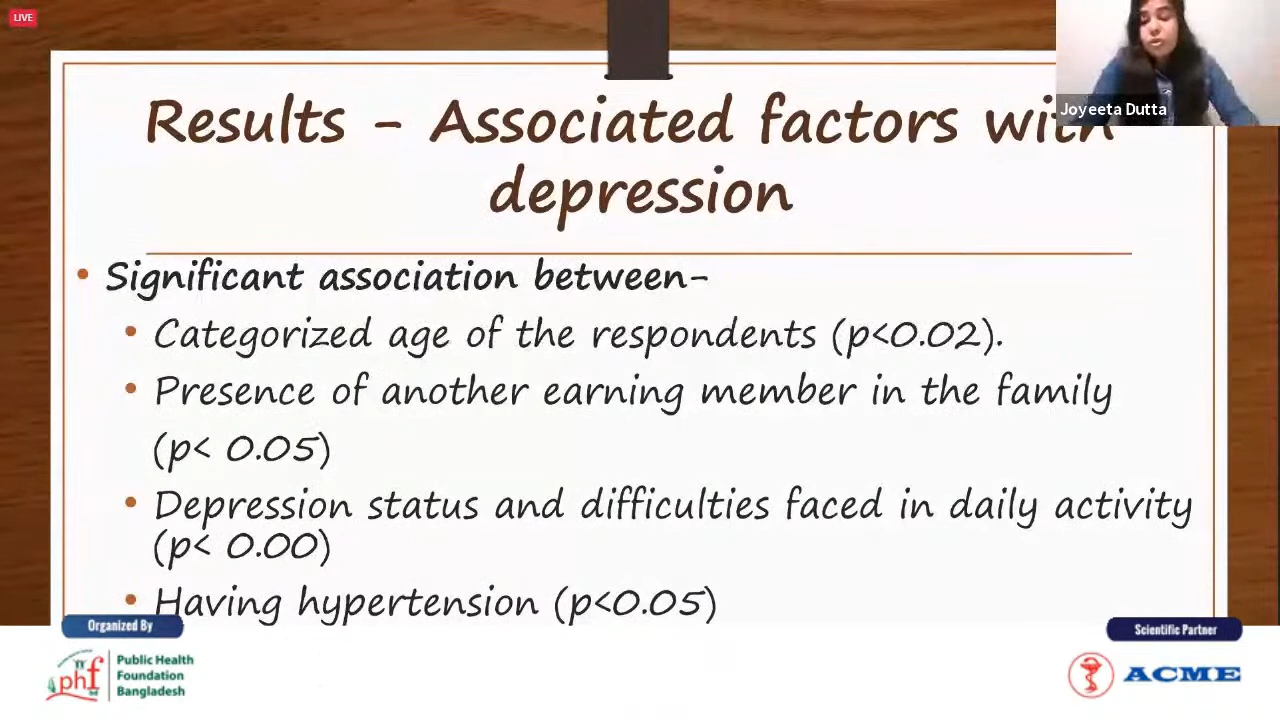 LIVE
Joyeeta Dutta
Results - Associated factors with
depression
• Significant association between-
• Categorized age of the respondents (p<0.02).
• Presence of another earning member in the family
(p< 0.05)
• Depression status and difficulties faced in daily activity
(p< 0.00)
• Having hypertension (p<0.05)
Organized By
phf
Public Health
Foundation
Bangladesh
Scientific Partner
ACME